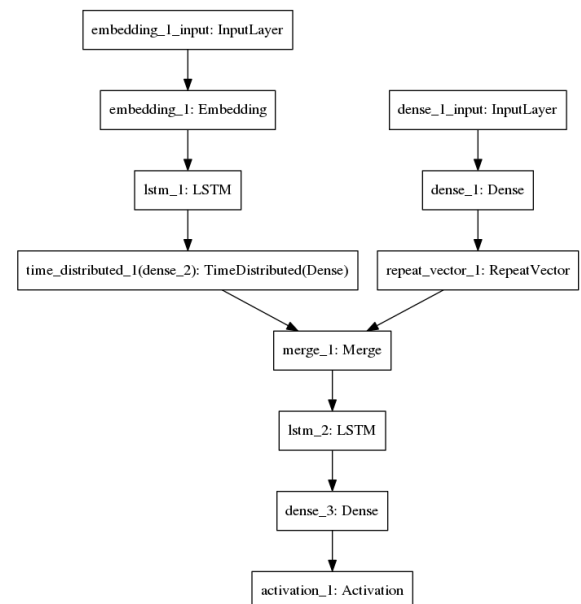 embedding_1_input: InputLayer
embedding_1: Embedding
dense_1_input: InputLayer
lstm_1: LSTM
dense_1: Dense
time_distributed_1(dense_2): TimeDistributed(Dense)
repeat_vector_1: RepeatVector
merge_1: Merge
lstm_2: LSTM
dense_3: Dense
activation_1: Activation